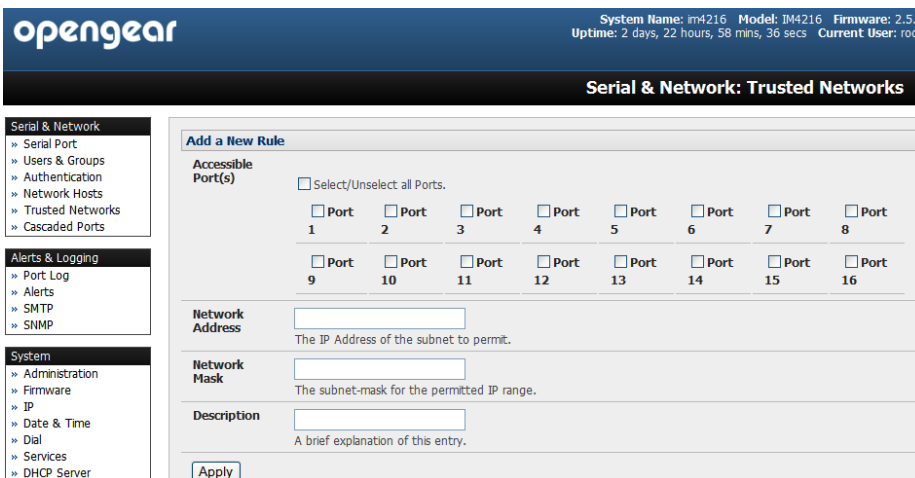 opengear
System Name: im4216 Model: IM4216 Firmware: 2.5.
Uptime: 2 days, 22 hours, 58 mins, 36 secs Current User: roo
Serial & Network: Trusted Networks
Serial & Network
» Serial Port
» Users & Groups
» Authentication
» Network Hosts
» Trusted Networks
» Cascaded Ports
Alerts & Logging
» Port Log
» Alerts
» SMTP
» SNMP
System
» Administration
» Firmware
» IP
» Date & Time
» Dial
» Services
» DHCP Server
Add a New Rule
Accessible
Port(s)
Select/Unselect all Ports.
Port Port Port Port Port Port Port Port
1 2 3 4 5 6 7 8
Port Port Port Port Port Port Port Port
9 10 11 12 13 14 15 16
Network
Address
The IP Address of the subnet to permit.
Network
Mask
The subnet-mask for the permitted IP range.
Description
A brief explanation of this entry.
Apply